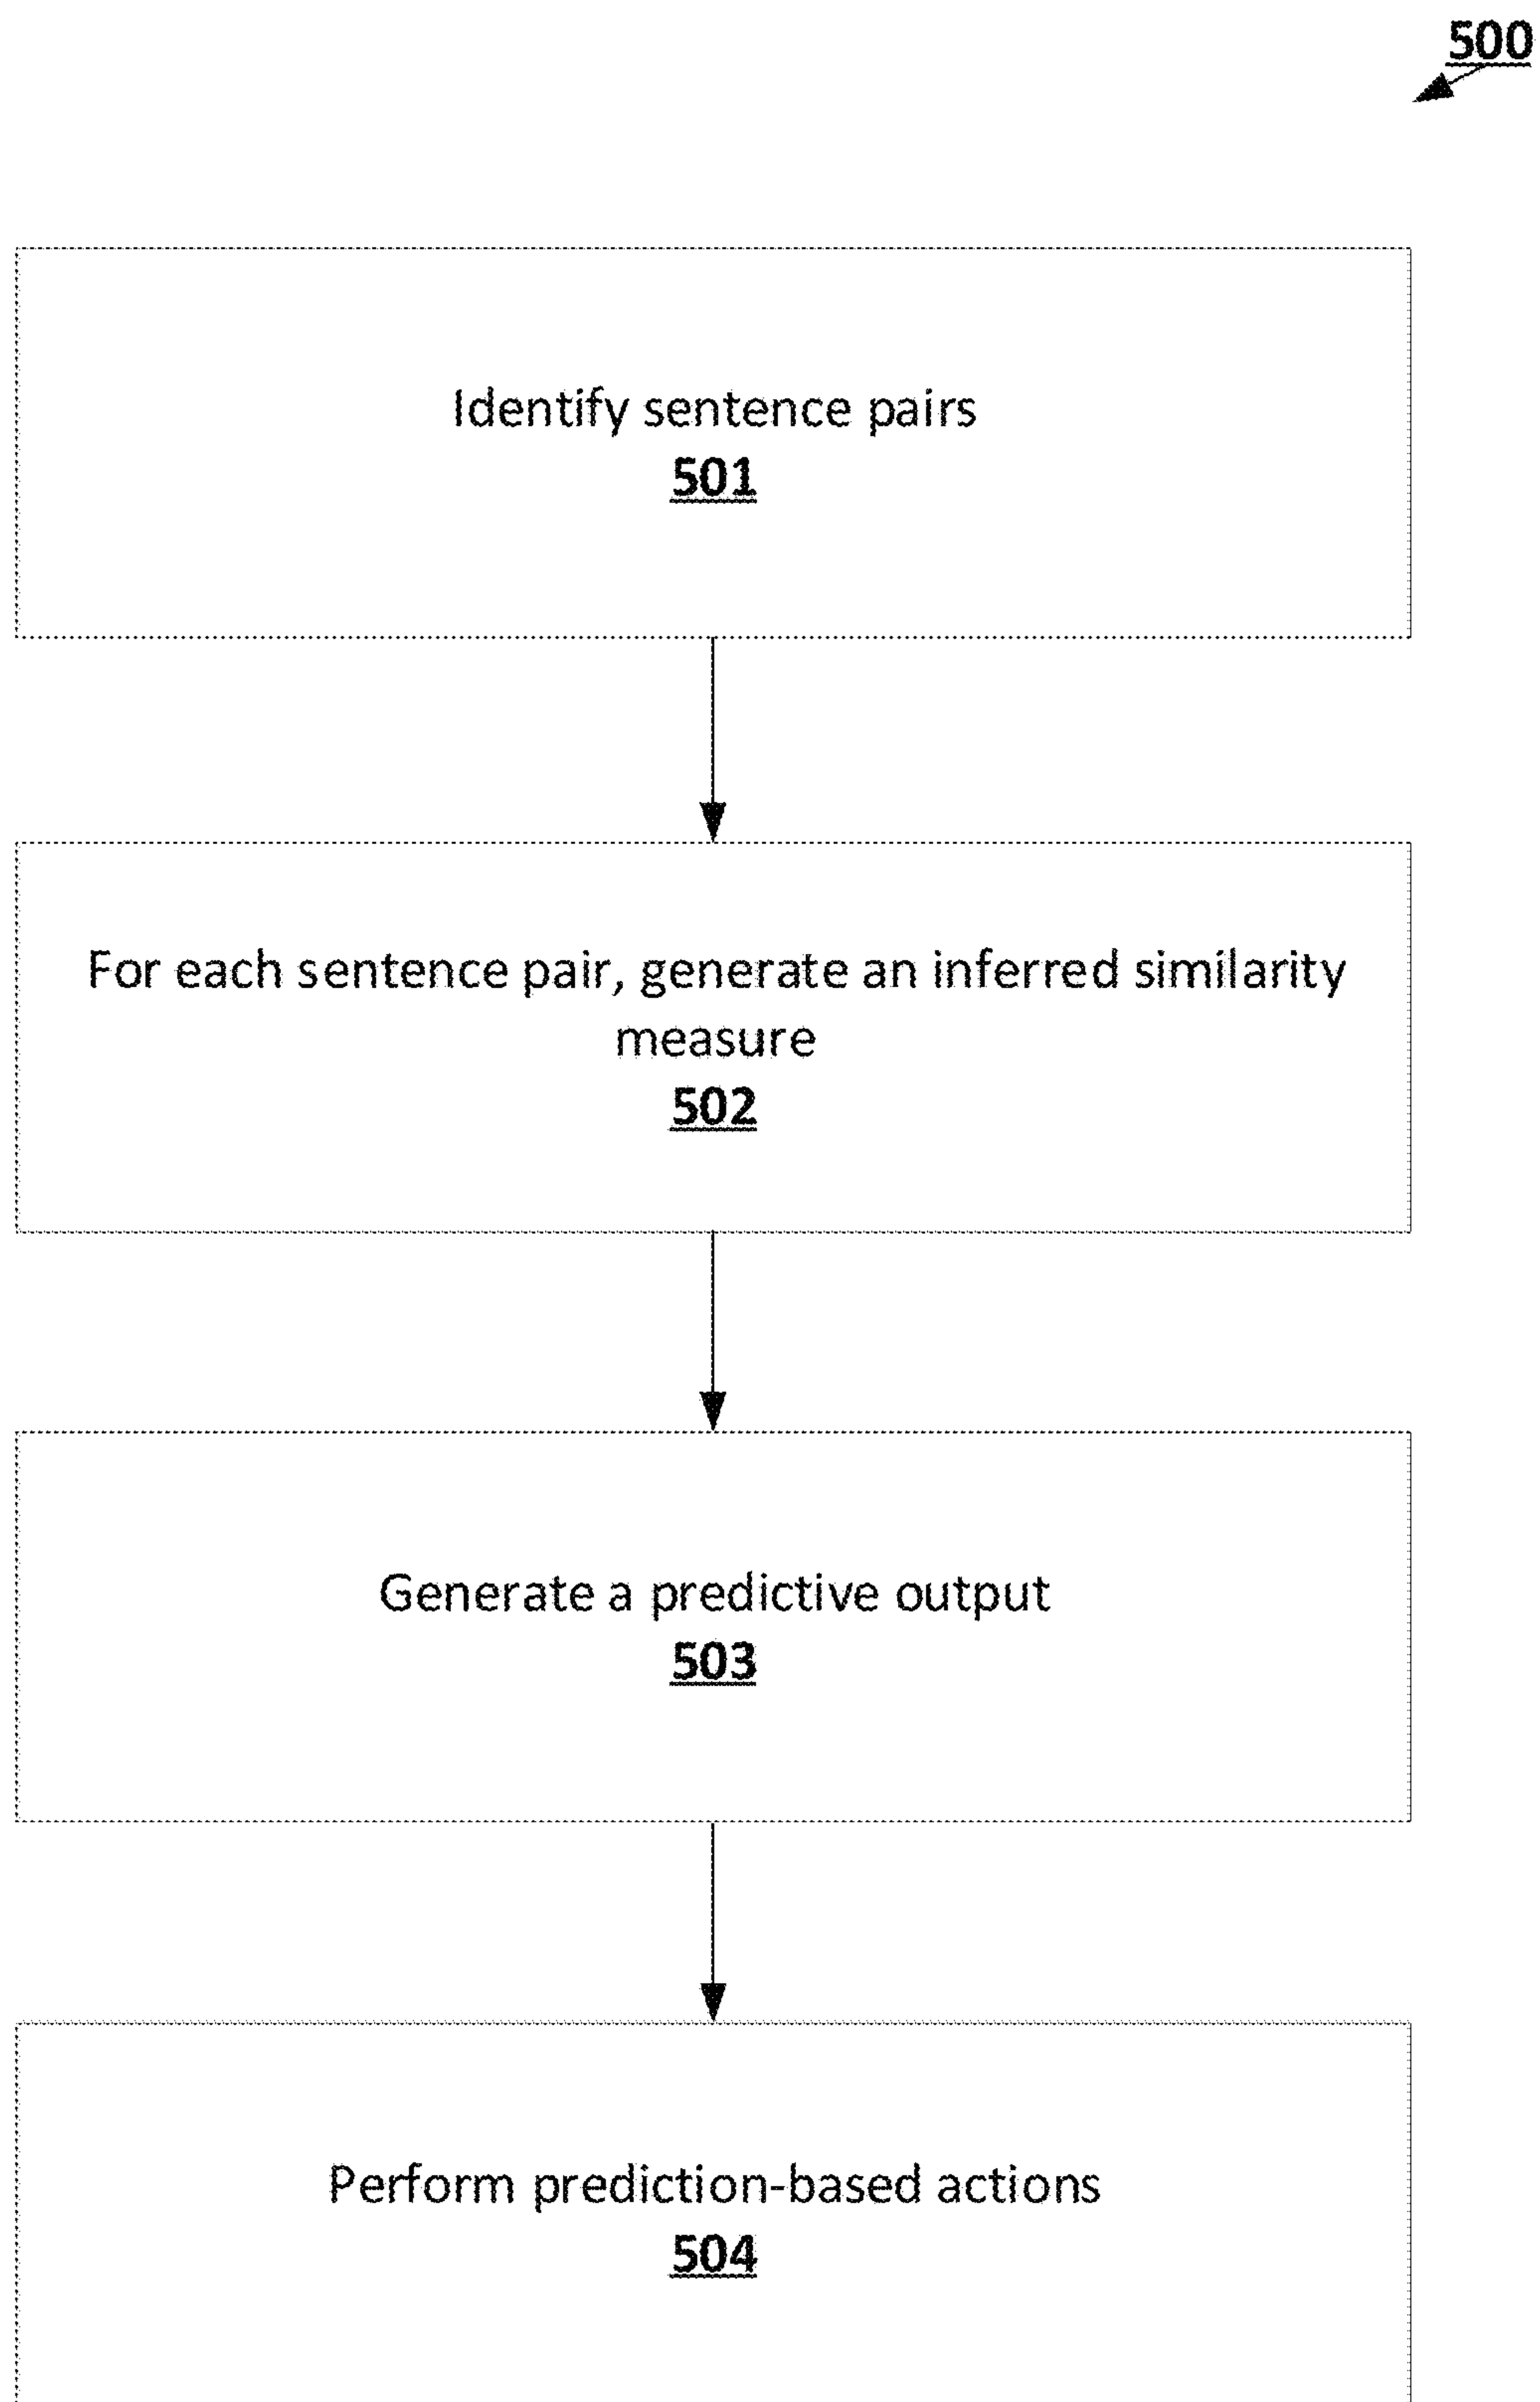 500
Identify sentence pairs
501
For each sentence pair, generate an inferred similarity
measure
502
Generate a predictive output
503
Perform prediction-based actions
504